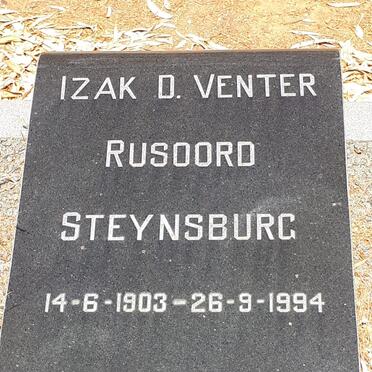 IZAK D. VENTER
RUSOORD
STEYNSBURG
14-6-1903-26-9-1994